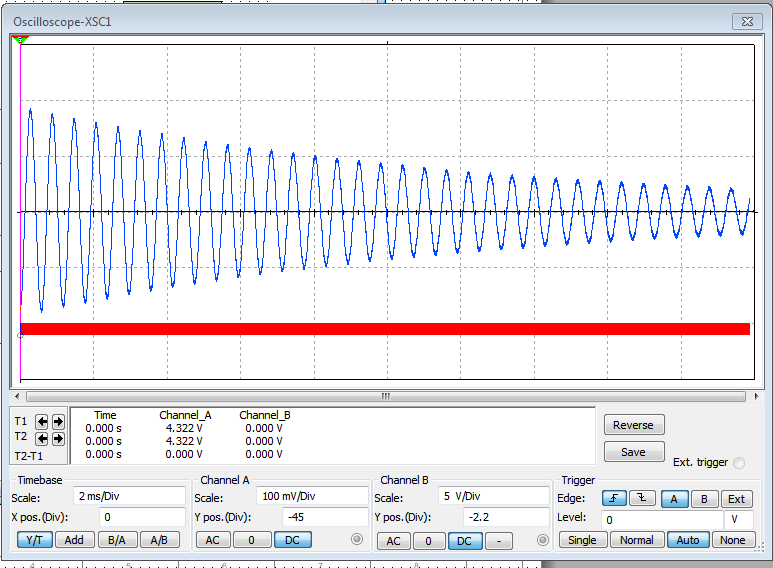 Oscilloscope-XSC1
T1
T2
T2-T1
Time Channel_A Channel_B
0.000 s 4.322 V 0.000 V
0.000 s 4.322 V 0.000 V
0.000 s 0.000 V 0.000 V
Reverse
Save
Ext. trigger
Timebase
Scale: 2 ms/Div
X pos.(Div): 0
Y/T Add B/A A/B
Channel A
Scale: 100 mV/Div
Y pos.(Div): -45
AC 0 DC
Channel B
Scale: 5 V/Div
Y pos.(Div): -2.2
AC 0 DC -
Trigger
Edge: A B Ext
Level: 0 V
Single Normal Auto None